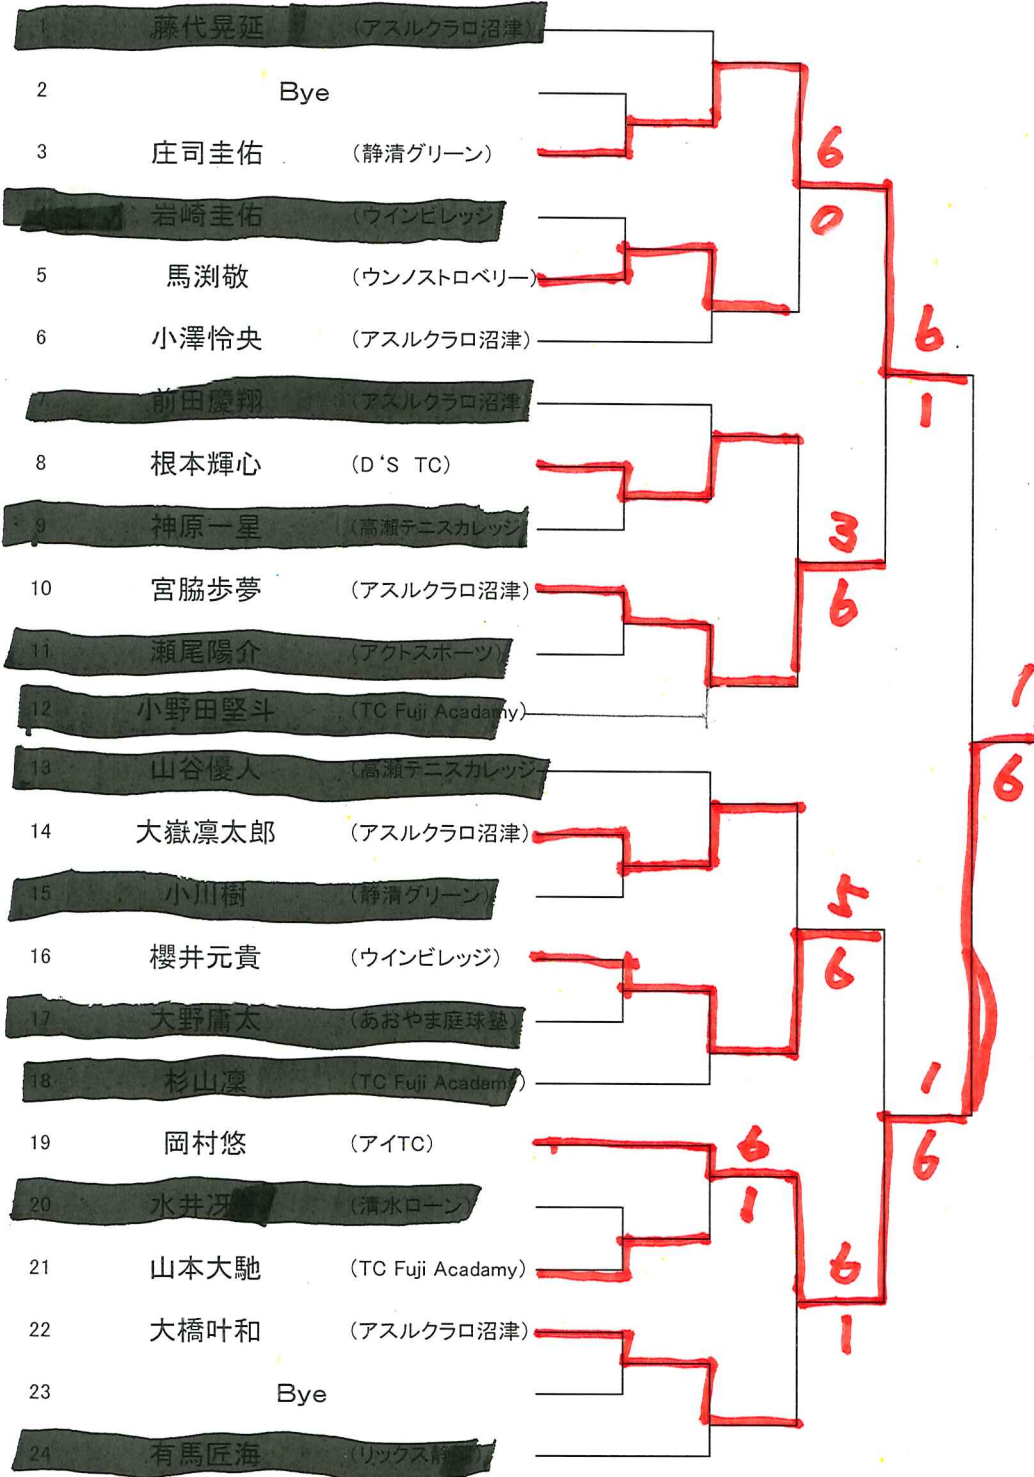 1 藤代晃延 (アスルクラロ沼津)
2 Bye
3 庄司圭佑 (静清グリーン)
6
岩崎圭佑 (ウインビレッジ
0
5 馬渕敬 (ウンノストロベリー)
6 小澤怜央 (アスルクラロ沼津)
6
7 前田慶翔 (アスルクラロ沼津
1
8 根本輝心 (D'S TC)
9 神原一星 (高瀬テニスカレッジ
3
10 宮脇歩夢 (アスルクラロ沼津)
6
11 瀬尾陽介 (アクトスポーツ)
12 小野田堅斗 (TC Fuji Acadamy)
1
13 山谷優人 (高瀬テニスカレッジ
6
14 大嶽凛太郎 (アスルクラロ沼津)
15 小川樹 (静清グリーン)
5
16 櫻井元貴 (ウインビレッジ)
6
17 大野庸太 (あおやま庭球塾)
18 杉山凜 (TC Fuji Acadamy)
1
19 岡村悠 (アイTC)
6
6
20 水井冴 (清水ローン)
1
21 山本大馳 (TC Fuji Acadamy)
6
22 大橋叶和 (アスルクラロ沼津)
1
23 Bye
24 有馬匠海 (リックス静